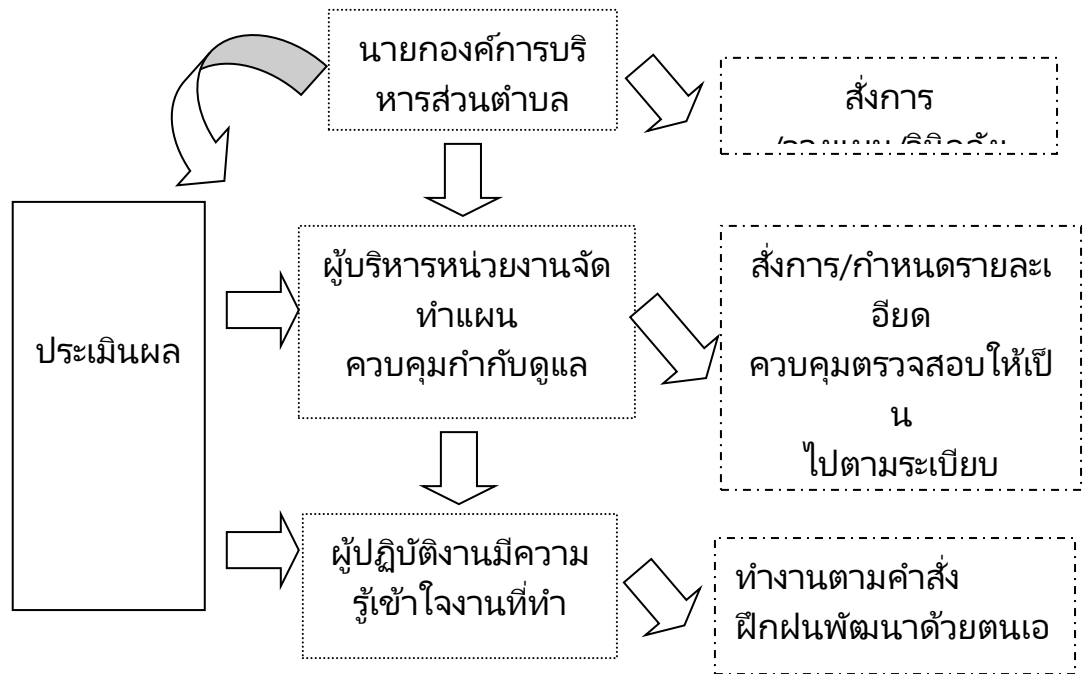 นายกองค์การบริ
หารส่วนตำบล
สั่งการ
ประเมินผล
ผู้บริหารหน่วยงานจัด
ทำแผน
ควบคุมกำกับดูแล
สั่งการ/กำหนดรายละเ
อียด
ควบคุมตรวจสอบให้เป็
น
ไปตามระเบียบ
ผู้ปฏิบัติงานมีความ
รู้เข้าใจงานที่ทำ
ทำงานตามคำสั่ง
ฝึกฝนพัฒนาด้วยตนเอ